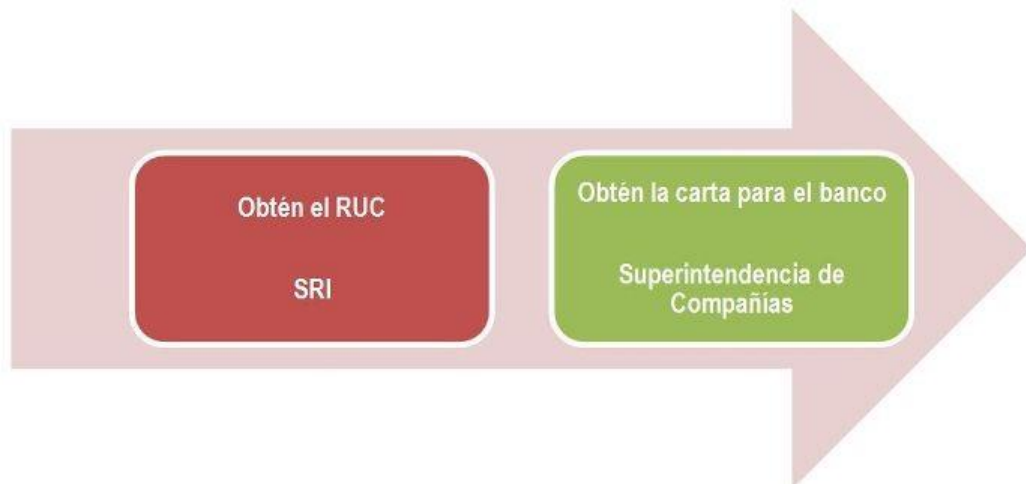 Obtén el RUC
SRI
Obtén la carta para el banco
Superintendencia de
Compañías